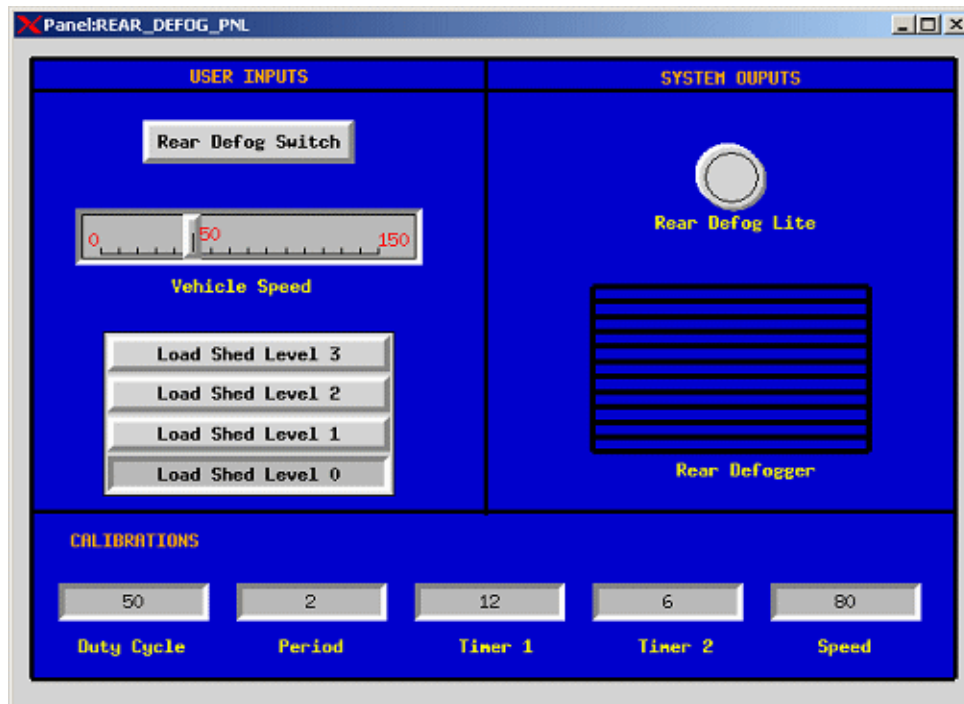 Panel:REAR_DEFOG_PNL
USER INPUTS
SYSTEM OUPUTS
Rear Defog Switch
Rear Defog Lite
0 50 150
Vehicle Speed
Load Shed Level 3
Load Shed Level 2
Load Shed Level 1
Load Shed Level 0
Rear Defogger
CALIBRATIONS
50 2 12 6 80
Duty Cycle Period Timer 1 Timer 2 Speed